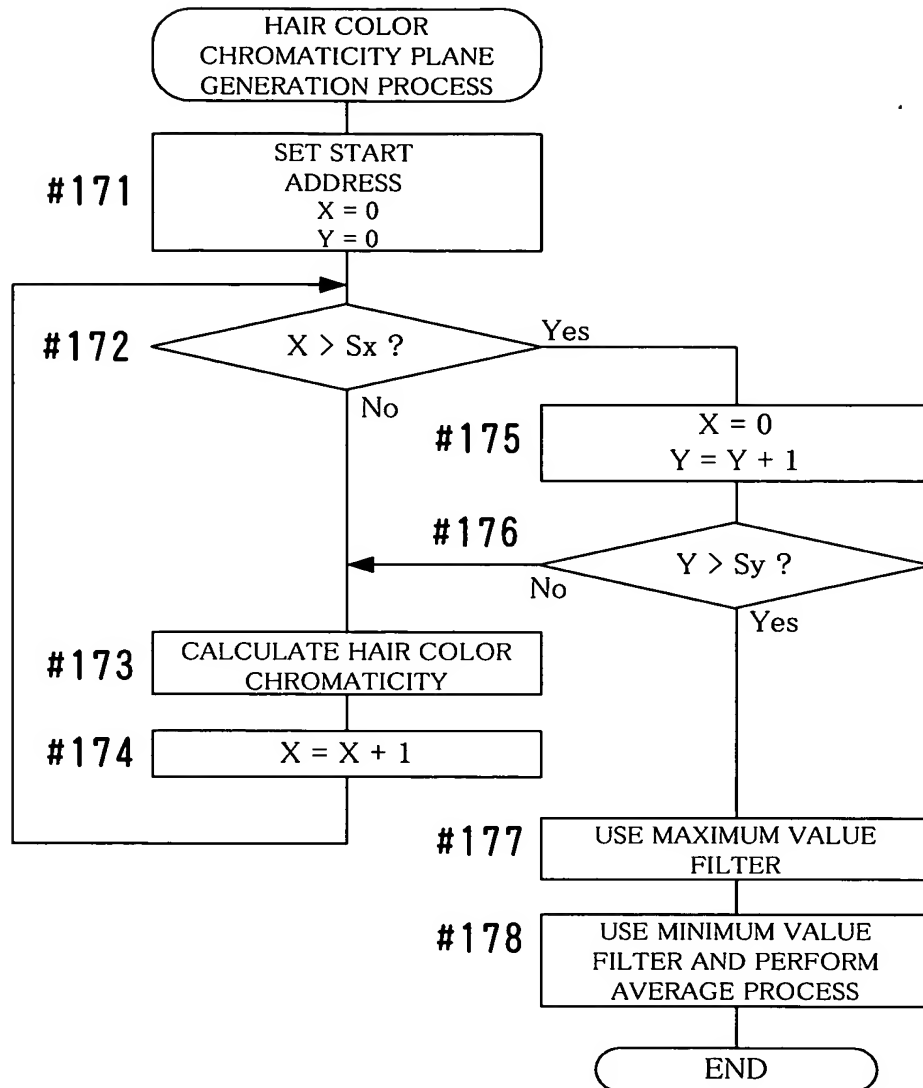 HAIR COLOR
CHROMATICITY PLANE
GENERATION PROCESS
#171
SET START
ADDRESS
X = 0
Y = 0
#172
X > Sx ?
Yes
No
#175
X = 0
Y = Y + 1
#176
Y > Sy ?
No
Yes
#173
CALCULATE HAIR COLOR
CHROMATICITY
#174
X = X + 1
#177
USE MAXIMUM VALUE
FILTER
#178
USE MINIMUM VALUE
FILTER AND PERFORM
AVERAGE PROCESS
END